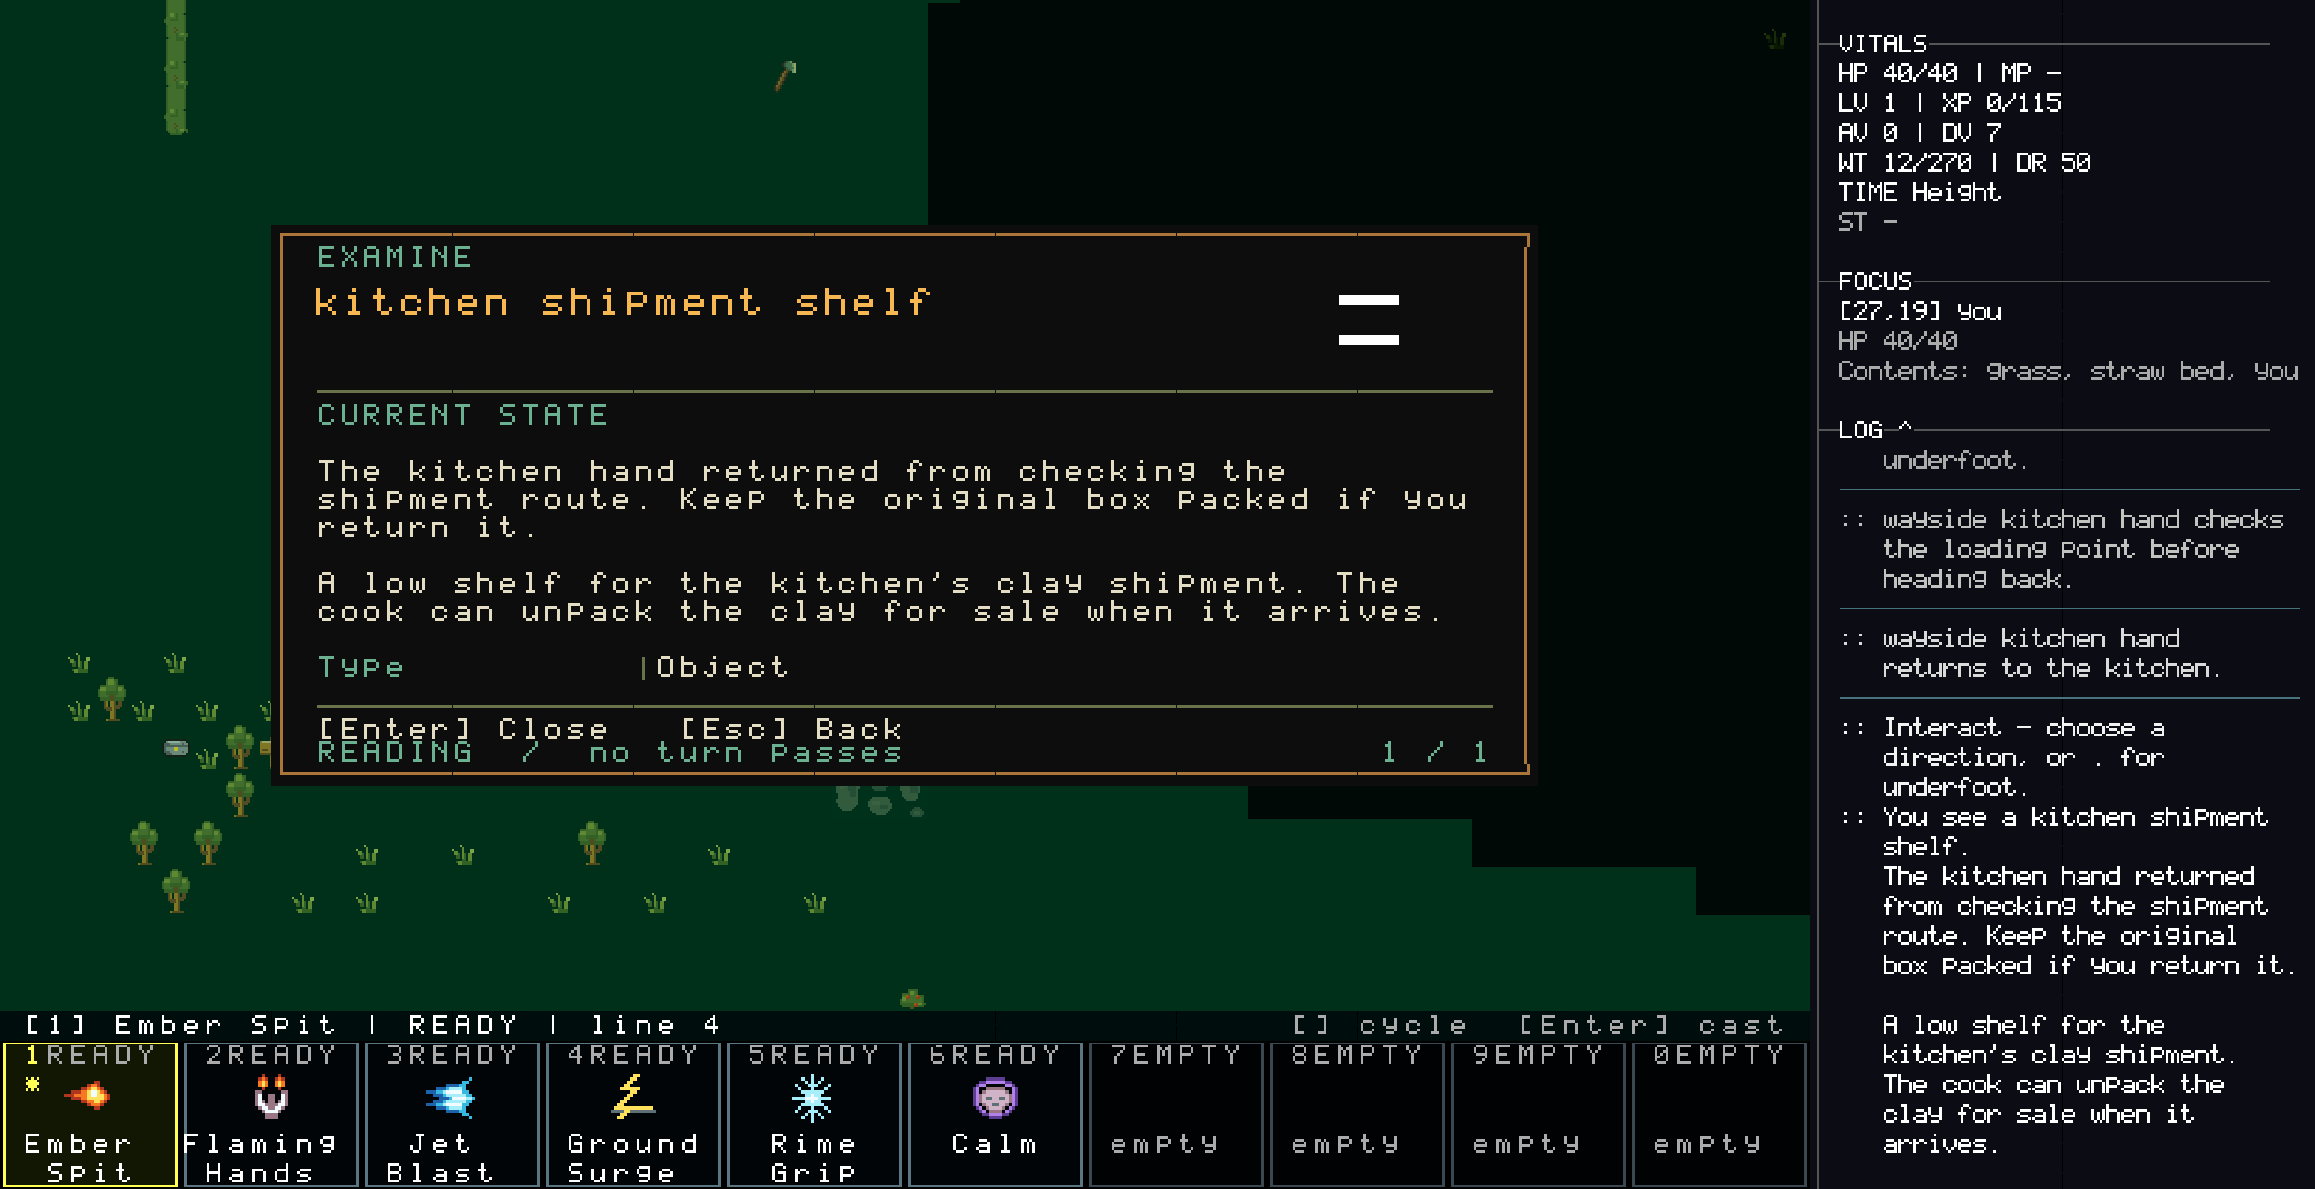 EXAMINE
kitchen shipment shelf
CURRENT STATE
The kitchen hand returned from checking the
shipment route. Keep the original box packed if you
return it.
A low shelf for the kitchen's clay shipment. The
cook can unpack the clay for sale when it arrives.
Type |Object
[Enter] Close [Esc] Back
READING / no turn passes 1 / 1
[1] Ember Spit | READY | line 4 [] cycle [Enter] cast
1READY 2READY 3READY 4READY 5READY 6READY 7EMPTY 8EMPTY 9EMPTY 0EMPTY
*
Ember Flaming Jet Ground Rime Calm empty empty empty empty
Spit Hands Blast Surge Grip
VITALS
HP 40/40 | MP -
LV 1 | XP 0/115
AV 0 | DV 7
WT 12/270 | DR 50
TIME Height
ST -
FOCUS
[27,19] you
HP 40/40
Contents: grass, straw bed, you
LOG ^
underfoot.
:: wayside kitchen hand checks
the loading point before
heading back.
:: wayside kitchen hand
returns to the kitchen.
:: Interact - choose a
direction, or . for
underfoot.
:: You see a kitchen shipment
shelf.
The kitchen hand returned
from checking the shipment
route. Keep the original
box packed if you return it.
A low shelf for the
kitchen's clay shipment.
The cook can unpack the
clay for sale when it
arrives.